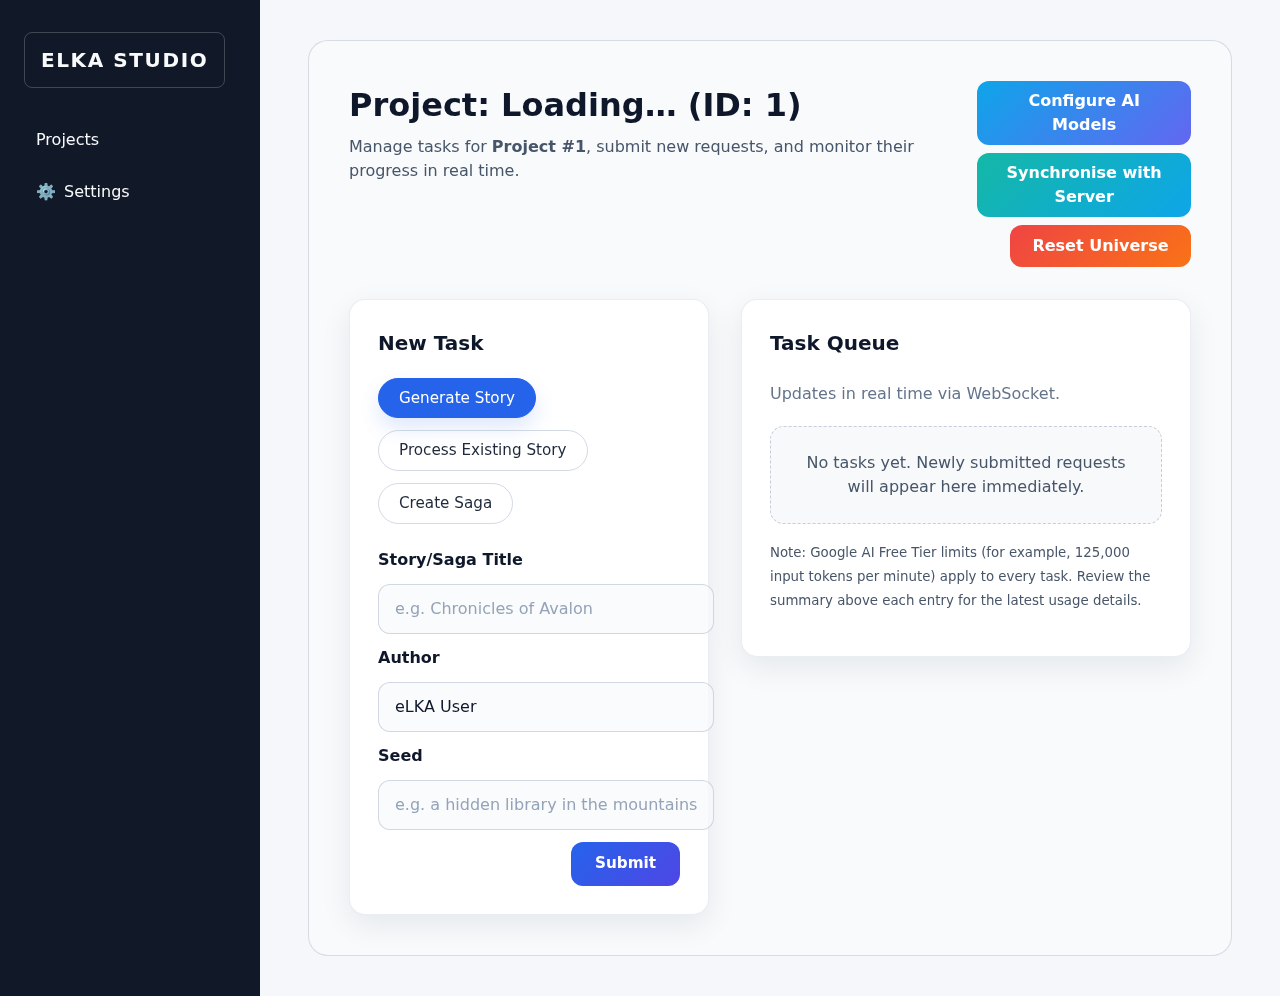 ELKA STUDIO
Projects
⚙️ Settings
Project: Loading… (ID: 1)
Manage tasks for Project #1, submit new requests, and monitor their
progress in real time.
Configure AI
Models
Synchronise with
Server
Reset Universe
New Task
Generate Story
Process Existing Story
Create Saga
Story/Saga Title
e.g. Chronicles of Avalon
Author
eLKA User
Seed
e.g. a hidden library in the mountains
Submit
Task Queue
Updates in real time via WebSocket.
No tasks yet. Newly submitted requests
will appear here immediately.
Note: Google AI Free Tier limits (for example, 125,000
input tokens per minute) apply to every task. Review the
summary above each entry for the latest usage details.